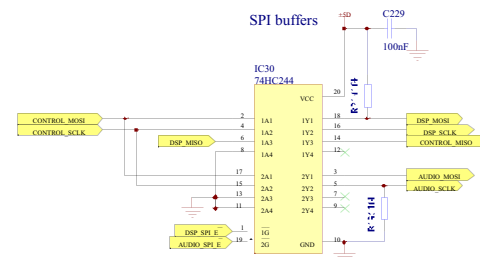 SPI buffers
+5D
C229
100nF
IC30
74HC244
VCC
20
CONTROL_MOSI
CONTROL_SCLK
2
4
6
8
1A1
1A2
1A3
1A4
1Y1
1Y2
1Y3
1Y4
18
16
14
12
DSP_MOSI
DSP_SCLK
CONTROL_MISO
DSP_MISO
17
15
13
11
2A1
2A2
2A3
2A4
2Y1
2Y2
2Y3
2Y4
3
5
7
9
AUDIO_MOSI
AUDIO_SCLK
DSP_SPI_E
AUDIO_SPI_E
1
19
1G
2G
GND
10